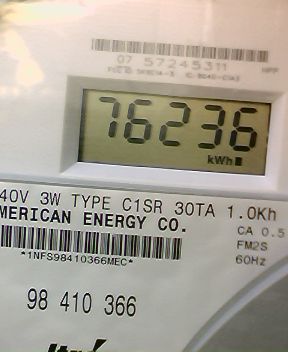 07 57245311
76236
kWh
40V 3W TYPE C1SR 30TA 1.0Kh
MERICAN ENERGY CO.
CA 0.5
FM2S
*1NFS98410366MEC*
60Hz
98 410 366